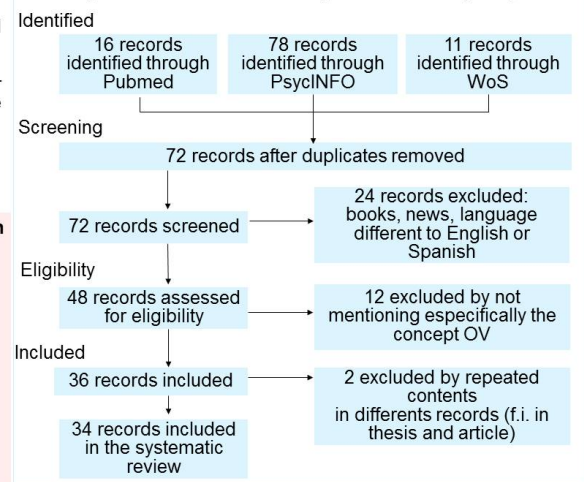 Identified
16 records
identified through
Pubmed
78 records
identified through
PsycINFO
11 records
identified through
WoS
Screening
72 records after duplicates removed
72 records screened
24 records excluded:
books, news, language
different to English or
Spanish
Eligibility
48 records assessed
for eligibility
12 excluded by not
mentioning especifically the
concept OV
Included
36 records included
2 excluded by repeated
contents
in differents records (f.i. in
thesis and article)
34 records included
in the systematic
review